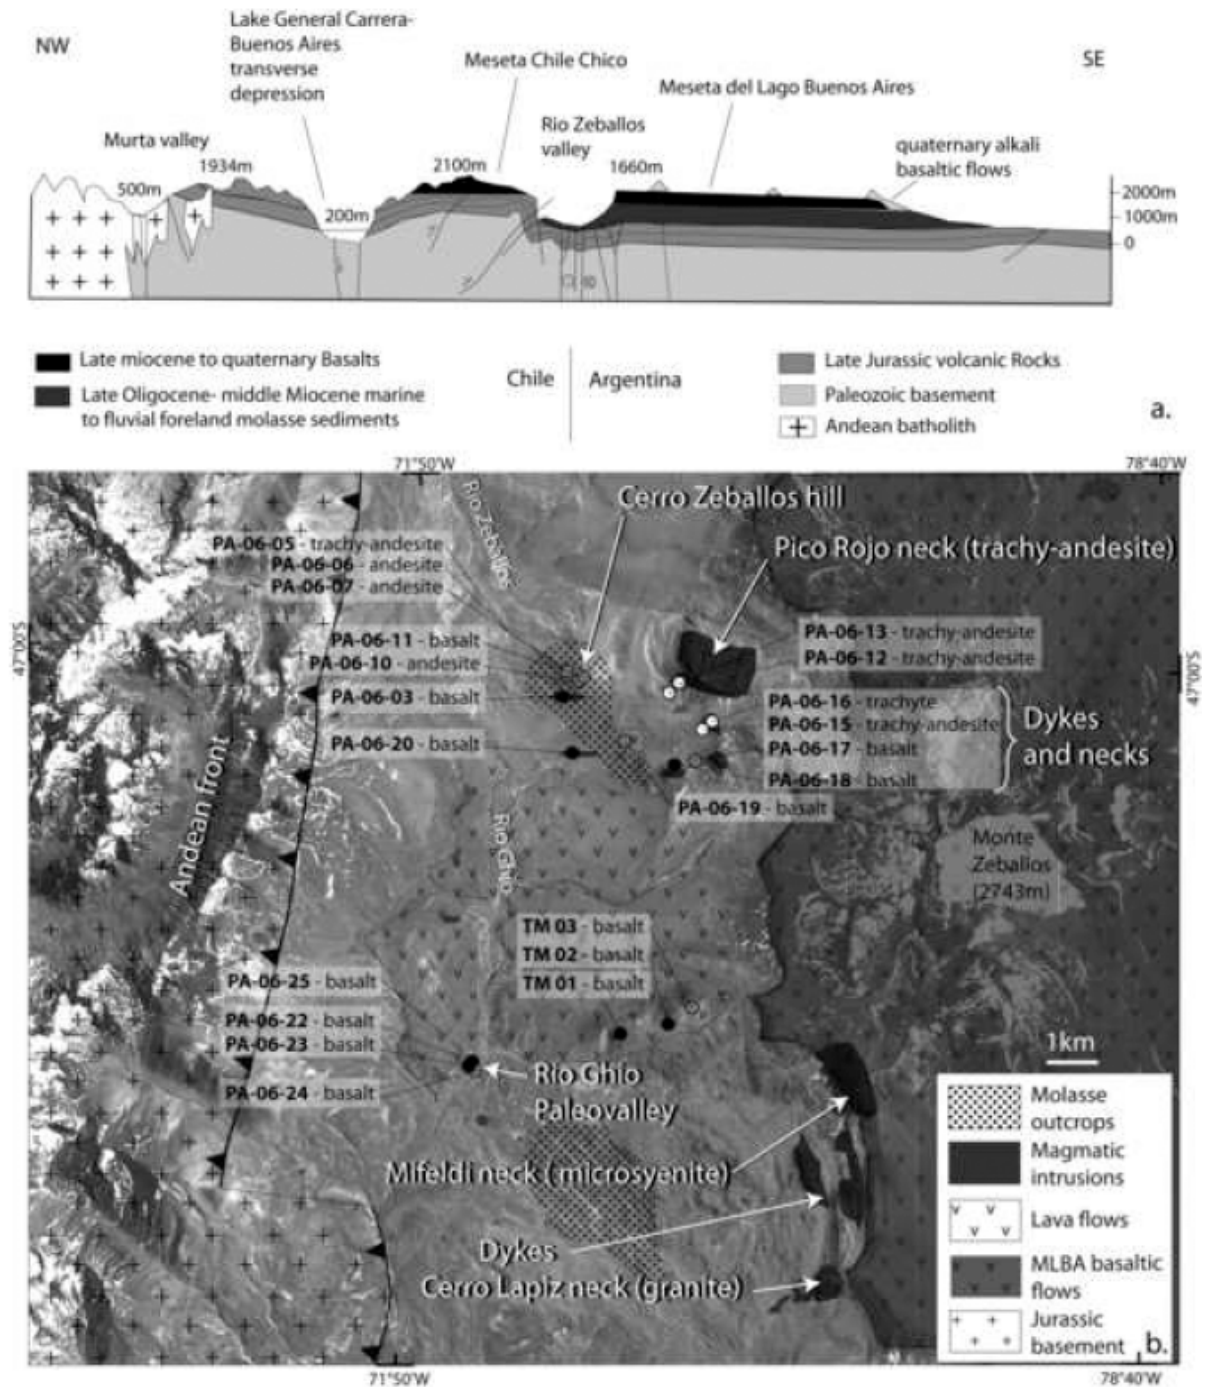 NW
Lake General Carrera-
Buenos Aires
transverse
depression
Meseta Chile Chico
SE
Meseta del Lago Buenos Aires
Rio Zeballos
valley
Murta valley
quaternary alkali
basaltic flows
1934m
2100m
1660m
500m
200m
2000m
1000m
0
Late miocene to quaternary Basalts
Late Oligocene- middle Miocene marine
to fluvial foreland molasse sediments
Chile
Argentina
Late Jurassic volcanic Rocks
Paleozoic basement
Andean batholith
a.
71°50'W
78°40'W
Rio Zeballos
Cerro Zeballos hill
Pico Rojo neck (trachy-andesite)
PA-06-05 - trachy-andesite
PA-06-06 - andesite
PA-06-07 - andesite
47°00'S
PA-06-11 - basalt
PA-06-10 - andesite
PA-06-03 - basalt
PA-06-20 - basalt
PA-06-13 - trachy-andesite
PA-06-12 - trachy-andesite
47°00'S
PA-06-16 - trachyte
PA-06-15 - trachy-andesite
PA-06-17 - basalt
PA-06-18 - basalt
Dykes
and necks
PA-06-19 - basalt
Andean front
Rio Ghio
Monte
Zeballos
(2743m)
TM 03 - basalt
TM 02 - basalt
TM 01 - basalt
PA-06-25 - basalt
PA-06-22 - basalt
PA-06-23 - basalt
PA-06-24 - basalt
1km
Rio Ghio
Paleovalley
Mifeldi neck ( microsyenite)
Dykes
Cerro Lapiz neck (granite)
Molasse
outcrops
Magmatic
intrusions
Lava flows
MLBA basaltic
flows
Jurassic
basement
b.
71°50'W
78°40'W